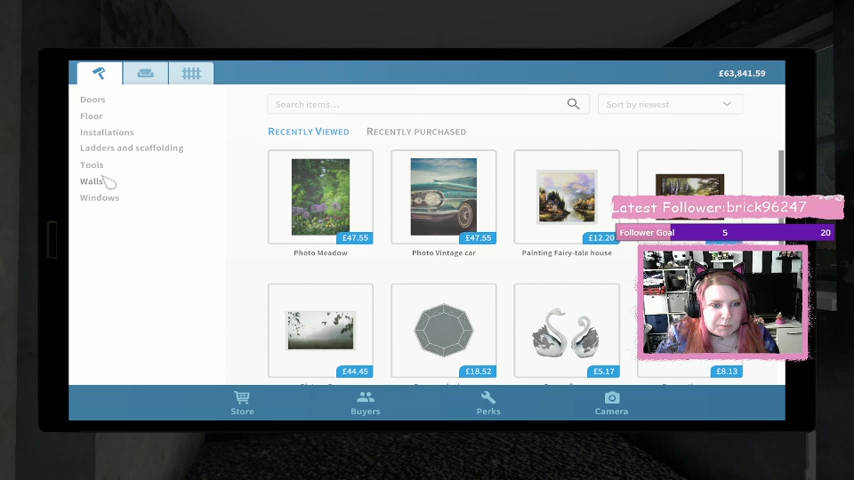 £63,841.59
Doors
Floor
Installations
Ladders and scaffolding
Tools
Walls
Windows
Search items...
Sort by newest
RECENTLY VIEWED
RECENTLY PURCHASED
£47.55
£47.55
£12.20
Photo Meadow
Photo Vintage car
Painting Fairy-tale house
Latest Follower:brick96247
Follower Goal
5
20
£44.45
£18.52
£5.17
£8.13
Store
Buyers
Perks
Camera